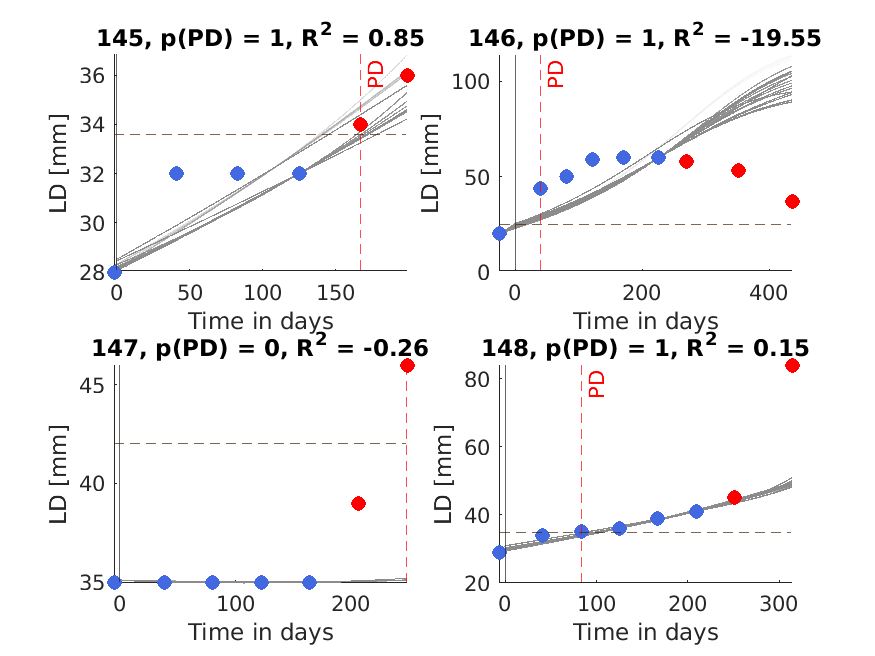 145, p(PD) = 1, R² = 0.85
36
34
32
30
28
LD [mm]
PD
0
50
100
150
Time in days
146, p(PD) = 1, R² = -19.55
100
50
0
LD [mm]
PD
0
200
400
Time in days
147, p(PD) = 0, R² = -0.26
45
40
35
LD [mm]
0
100
200
Time in days
148, p(PD) = 1, R² = 0.15
80
60
40
20
LD [mm]
PD
0
100
200
300
Time in days